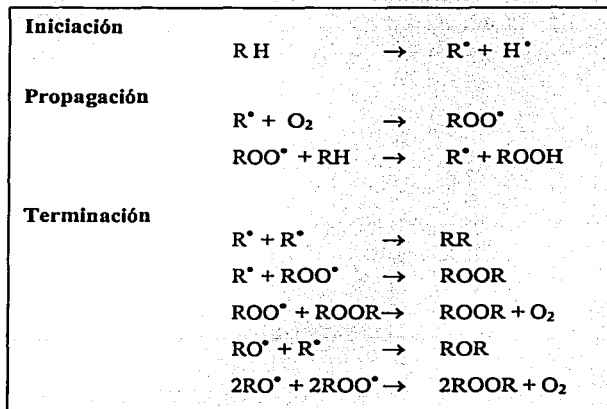 Iniciación
R H → R• + H•
Propagación
R• + O₂ → ROO•
ROO• + RH → R• + ROOH
Terminación
R• + R• → RR
R• + ROO• → ROOR
ROO• + ROOR→ ROOR + O₂
RO• + R• → ROR
2RO• + 2ROO•→ 2ROOR + O₂